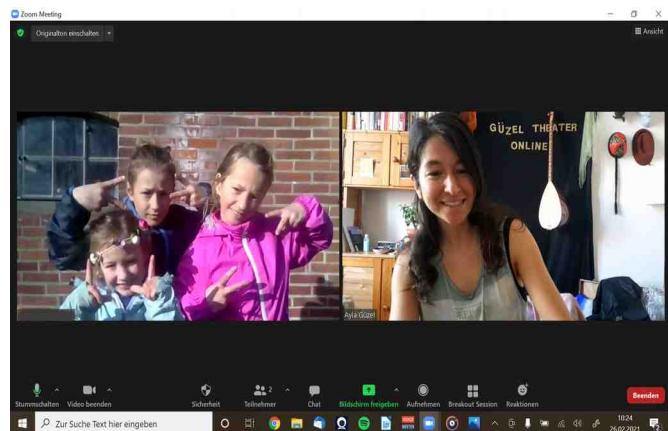 Zoom Meeting
Originalton einschalten
Ansicht
GÜZEL THEATER
ONLINE
Ayla Güzel
Stummschalten
Video beenden
Sicherheit
2
Teilnehmer
Chat
Bildschirm freigeben
Aufnehmen
Breakout Session
Reaktionen
Beenden
Zur Suche Text hier eingeben
10:24
26.02.2021